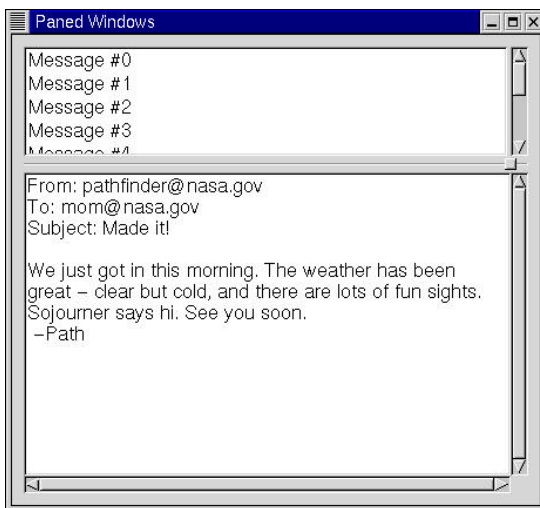 Paned Windows
Message #0
Message #1
Message #2
Message #3
Message #4
From: pathfinder@nasa.gov
To: mom@nasa.gov
Subject: Made it!
We just got in this morning. The weather has been
great – clear but cold, and there are lots of fun sights.
Sojourner says hi. See you soon.
–Path